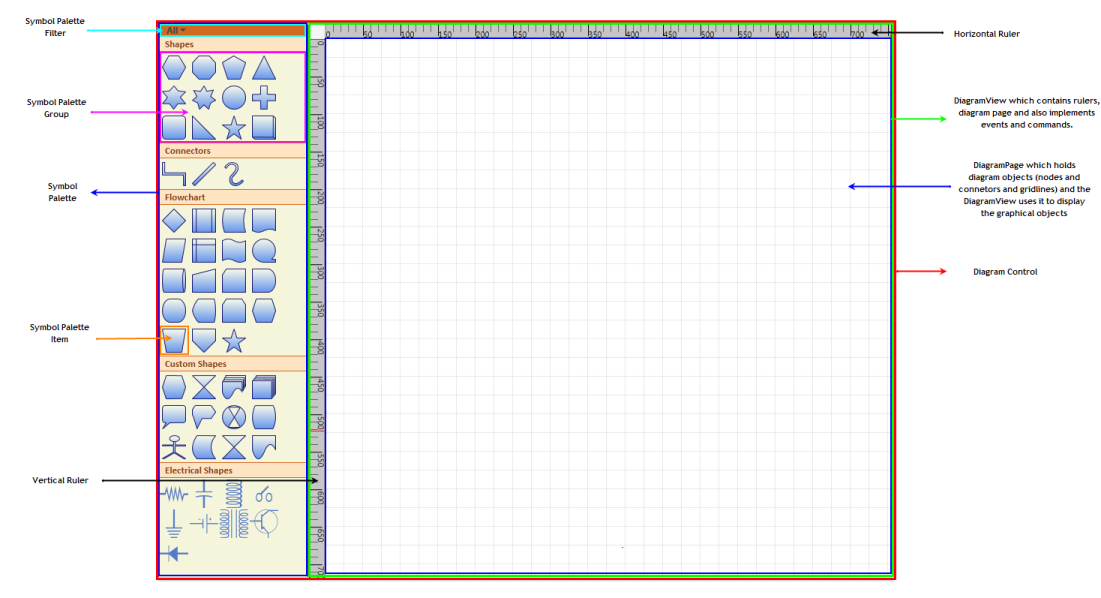 Symbol Palette
Filter
All
0 50 100 150 200 250 300 350 400 450 500 550 600 650 700
Horizontal Ruler
Shapes
0
50
100
150
200
250
300
350
400
450
500
550
600
650
Symbol Palette
Group
DiagramView which contains rulers,
diagram page and also implements
events and commands.
Connectors
DiagramPage which holds
diagram objects (nodes and
connetors and gridlines) and the
DiagramView uses it to display
the graphical objects
Symbol
Palette
Flowchart
Diagram Control
Symbol Palette
Item
Custom Shapes
Electrical Shapes
Vertical Ruler